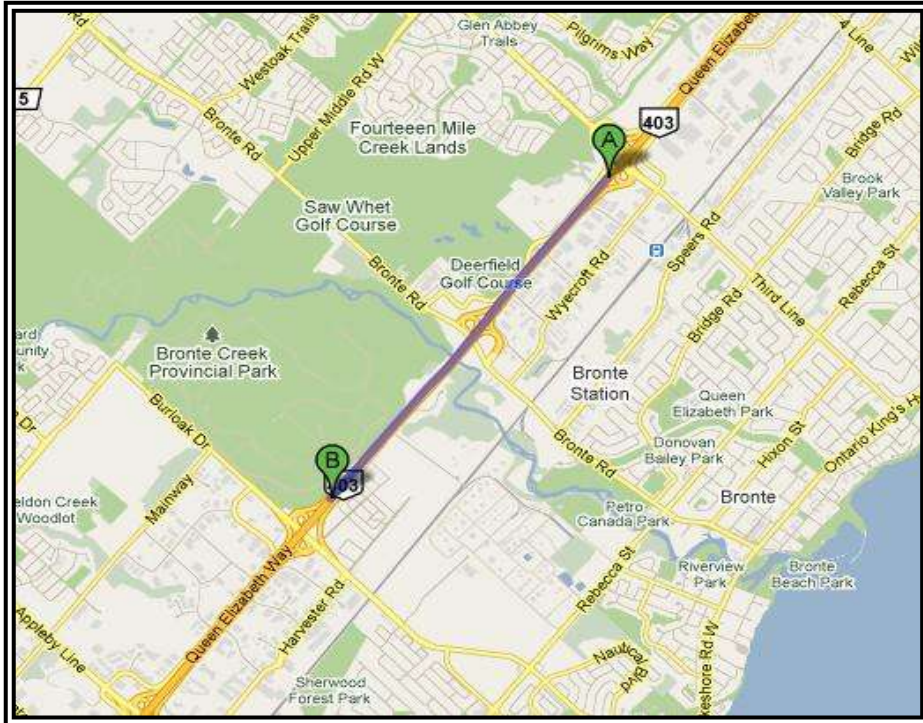 Glen Abbey
Trails
Pilgrims Way
Queen Elizabeth
4 Line
Westoak Trails
Upper Middle Rd W
5
Bronte Rd
Fourteeen Mile
Creek Lands
A
403
Bridge Rd
Brook
Valley Park
Saw Whet
Golf Course
Speers Rd
Rebecca St
Deerfield
Golf Course
Bronte Rd
Wyecroft Rd
Third Line
Bridge Rd
Bronte Creek
Provincial Park
Bronte
Station
Queen
Elizabeth Park
Burloak Dr
Hixon St
Ontario King's H
Donovan
Bailey Park
Bronte Rd
B
403
Bronte
Mainway
eldon Creek
Woodlot
Petro
Canada Park
Queen Elizabeth Way
Riverview
Park
Bronte
Beach Park
Rebecca St
Harvester Rd
Appleby Line
Nautical
Blvd
keshore Rd W
Sherwood
Forest Park